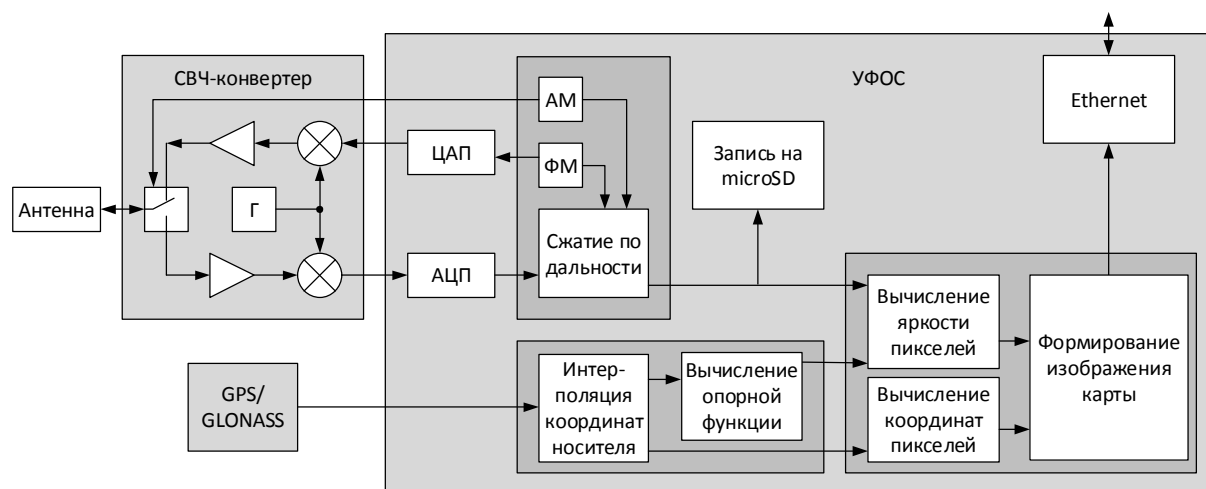 СВЧ-конвертер
УФОС
АМ
Ethernet
ЦАП
ФМ
Запись на
microSD
Антенна
Г
Сжатие по
дальности
АЦП
Вычисление
яркости
пикселей
Формирование
изображения
карты
GPS/
GLONASS
Интер-
поляция
координат
носителя
Вычисление
опорной
функции
Вычисление
координат
пикселей